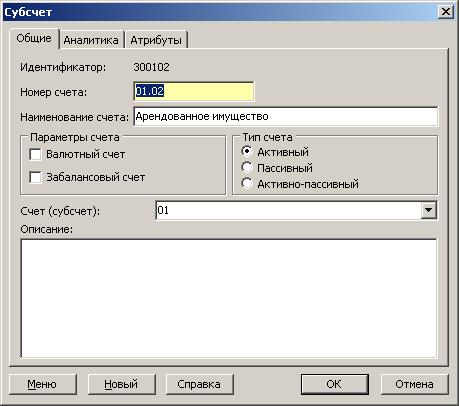 Субсчет
Общие Аналитика Атрибуты
Идентификатор: 300102
Номер счета: 01.02
Наименование счета: Арендованное имущество
Параметры счета Тип счета
Валютный счет Активный
Пассивный
Забалансовый счет Активно-пассивный
Счет (субсчет): 01
Описание:
Меню Новый Справка ОК Отмена